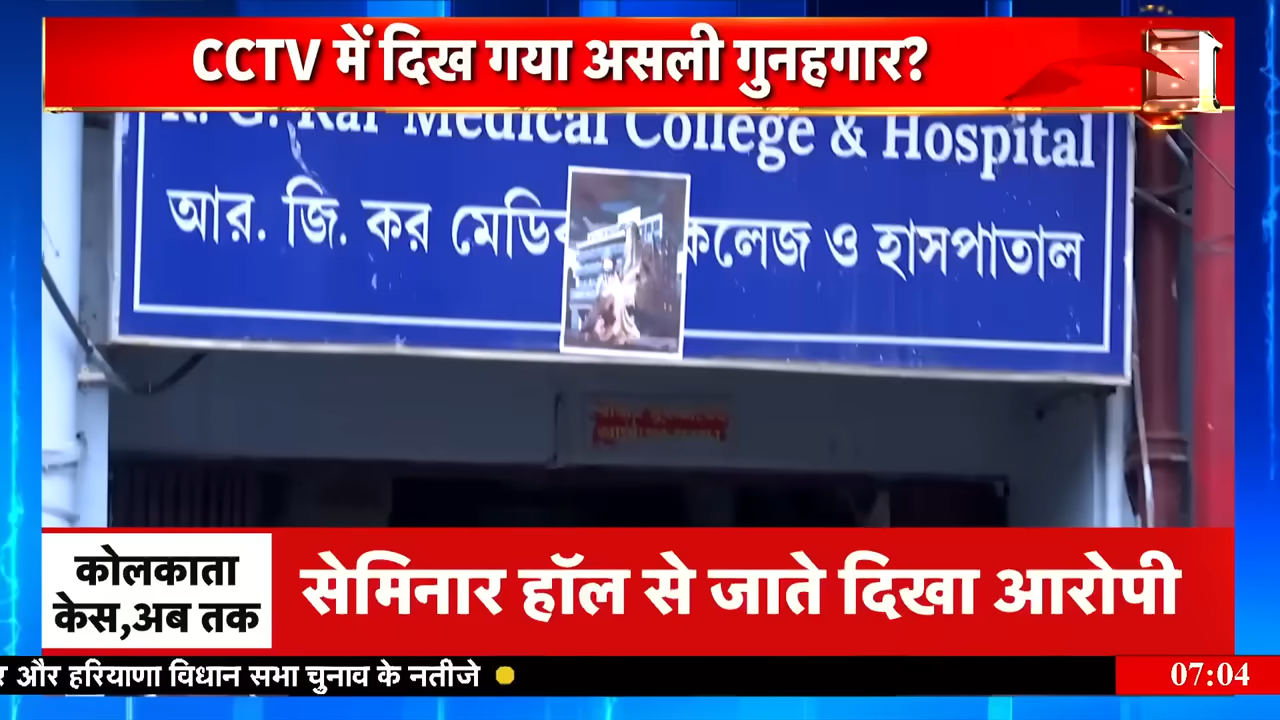 CCTV में दिख गया असली गुनहगार?
R. G. Kar Medical College & Hospital
আর. জি. কর কলেজ ও হাসপাতাল
कोलकाता
केस,अब तक
सेमिनार हॉल से जाते दिखा आरोपी
और हरियाणा विधान सभा चुनाव के नतीजे
07:04